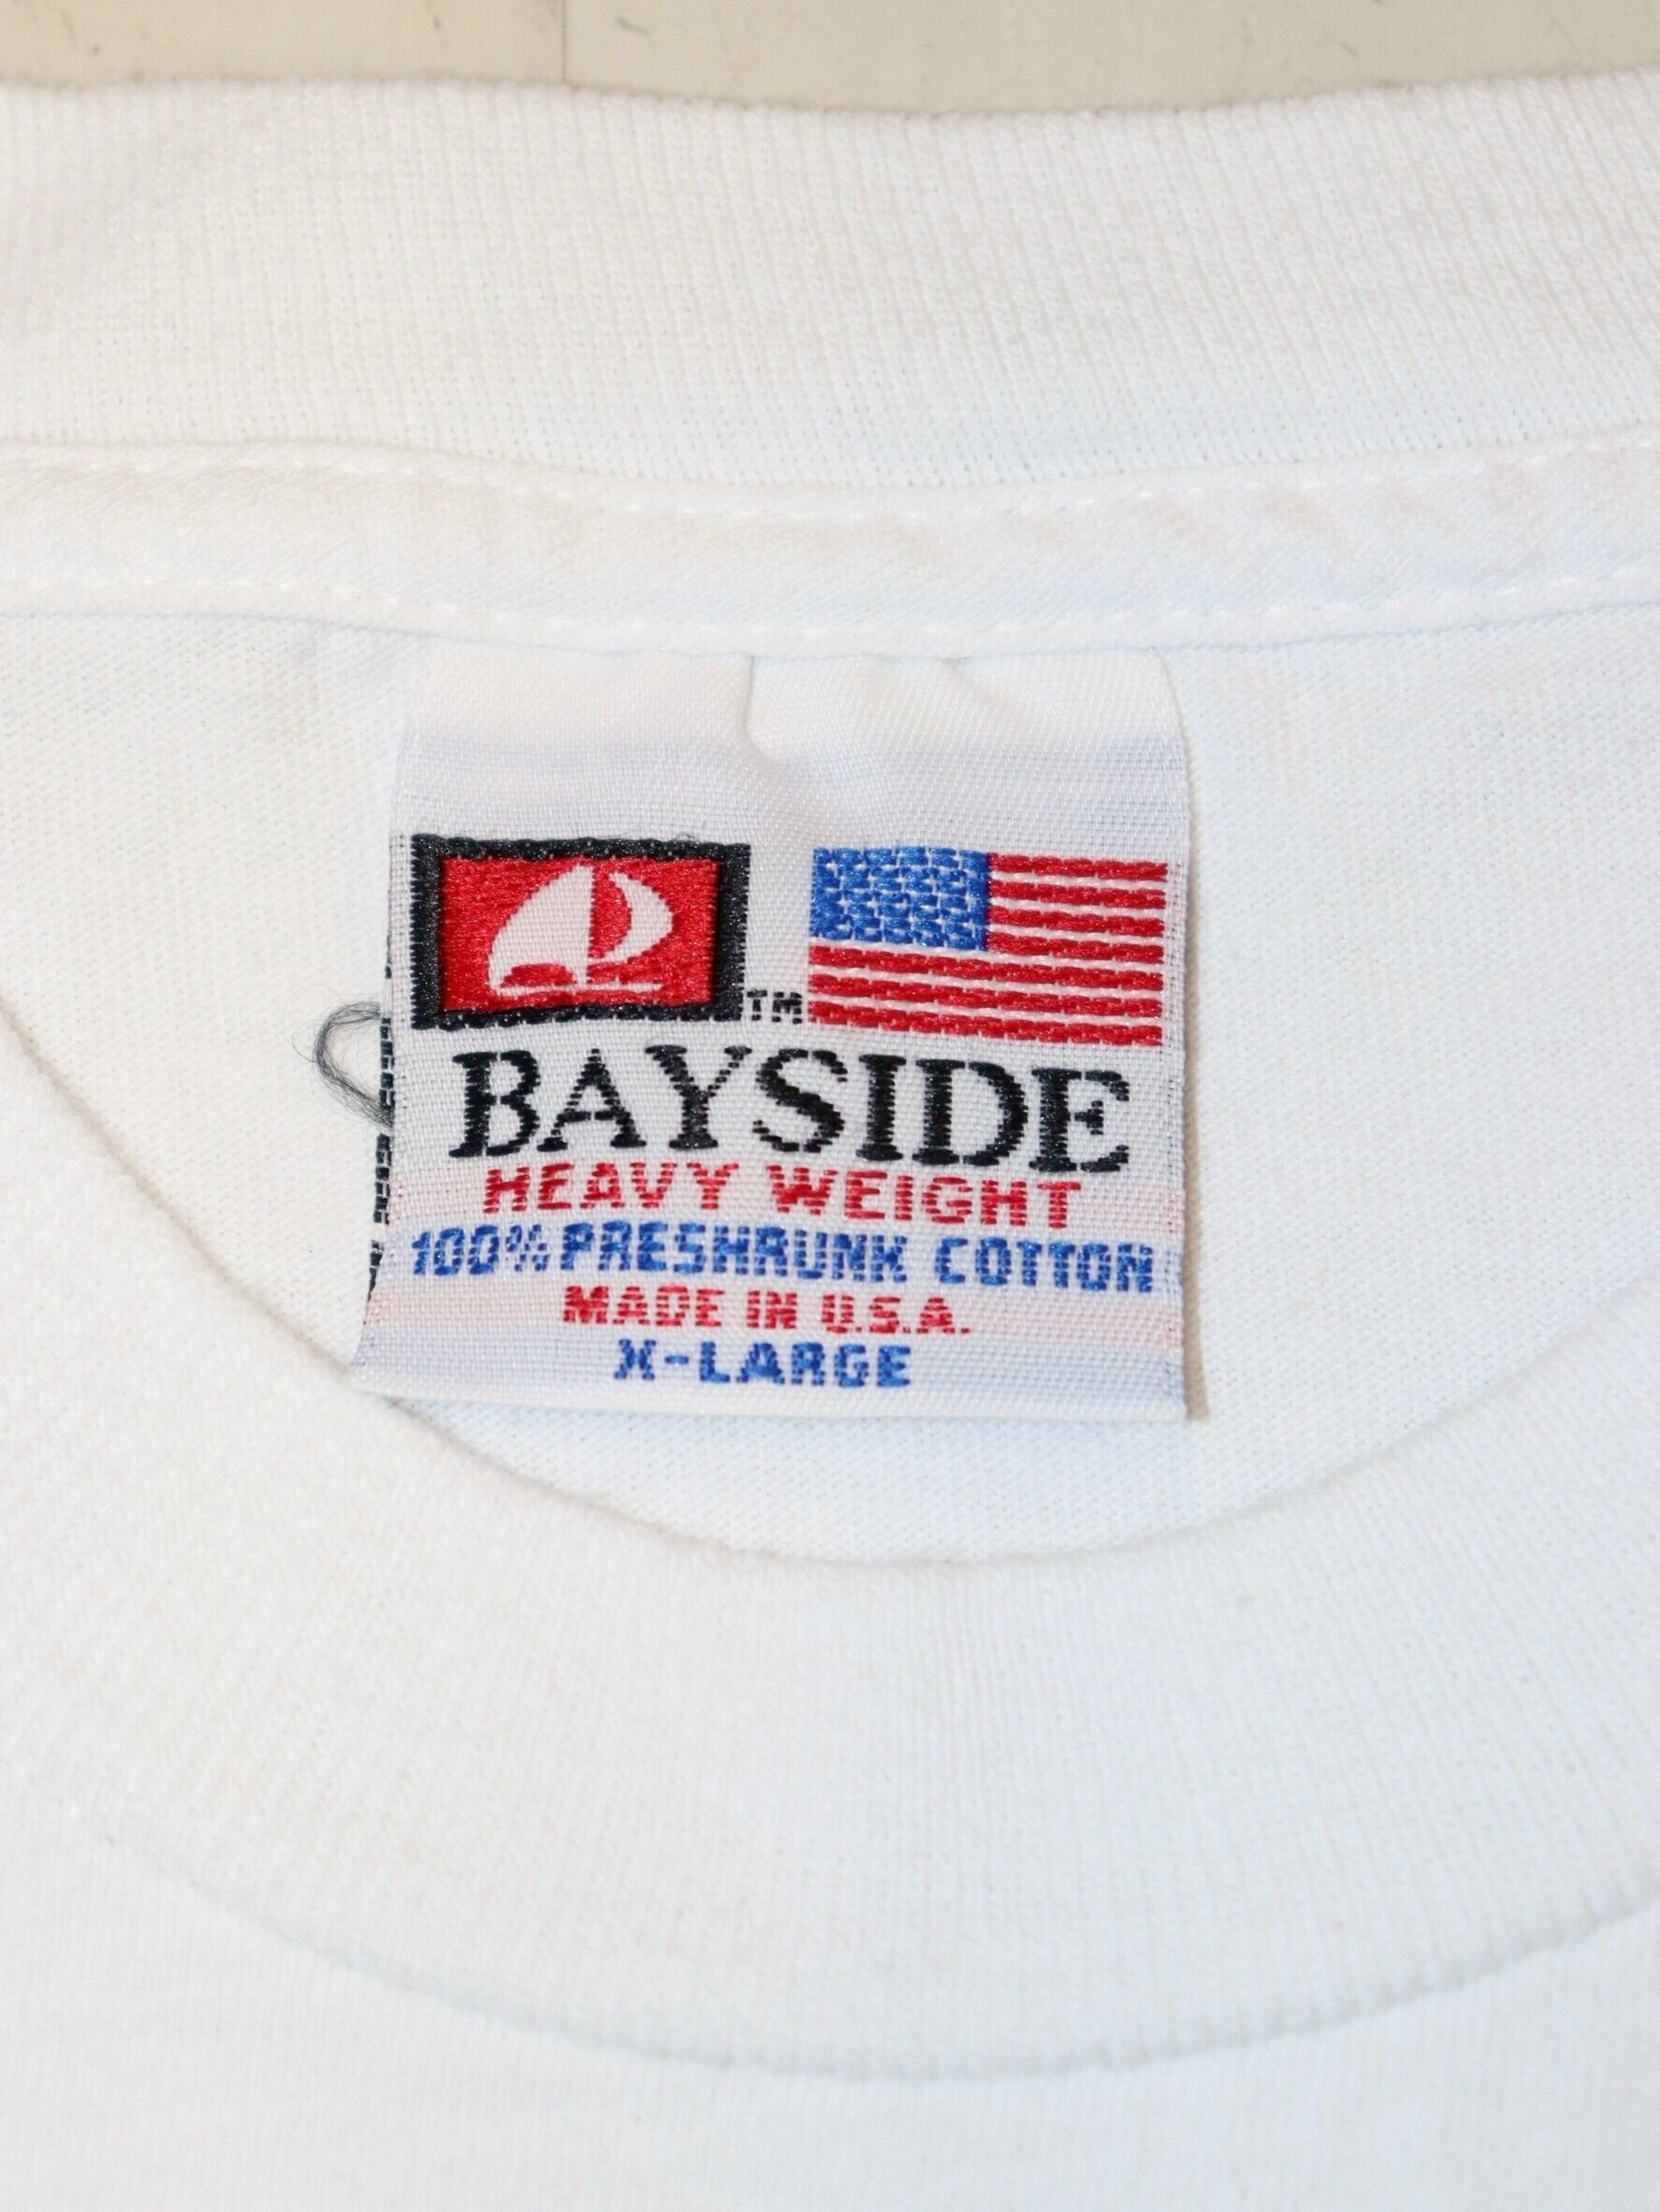 TM
BAYSIDE
HEAVY WEIGHT
100% PRESHRUNK COTTON
MADE IN U.S.A.
X-LARGE